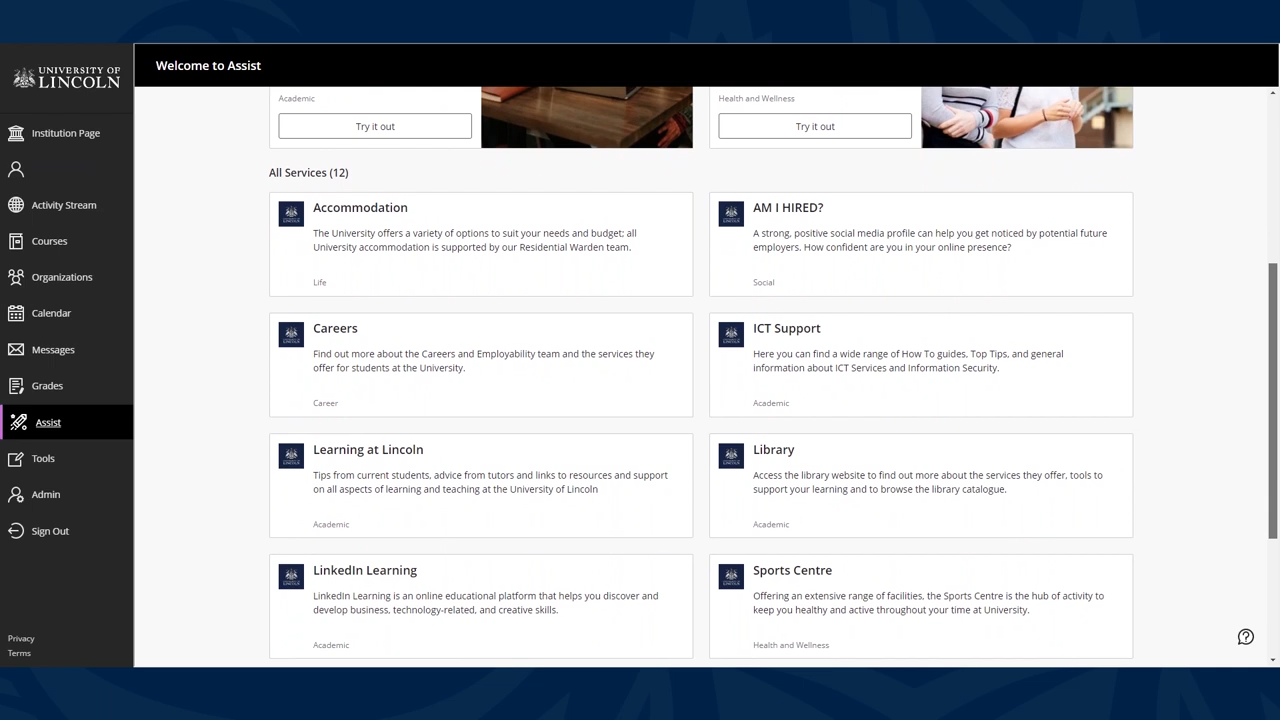 UNIVERSITY OF
LINCOLN
Institution Page
Activity Stream
Courses
Organizations
Calendar
Messages
Grades
Assist
Tools
Admin
Sign Out
Privacy
Terms
Welcome to Assist
Academic
Try it out
Health and Wellness
Try it out
All Services (12)
Accommodation
The University offers a variety of options to suit your needs and budget; all
University accommodation is supported by our Residential Warden team.
Life
AM I HIRED?
A strong, positive social media profile can help you get noticed by potential future
employers. How confident are you in your online presence?
Social
Careers
Find out more about the Careers and Employability team and the services they
offer for students at the University.
Career
ICT Support
Here you can find a wide range of How To guides, Top Tips, and general
information about ICT Services and Information Security.
Academic
Learning at Lincoln
Tips from current students, advice from tutors and links to resources and support
on all aspects of learning and teaching at the University of Lincoln
Academic
Library
Access the library website to find out more about the services they offer, tools to
support your learning and to browse the library catalogue.
Academic
LinkedIn Learning
LinkedIn Learning is an online educational platform that helps you discover and
develop business, technology-related, and creative skills.
Academic
Sports Centre
Offering an extensive range of facilities, the Sports Centre is the hub of activity to
keep you healthy and active throughout your time at University.
Health and Wellness